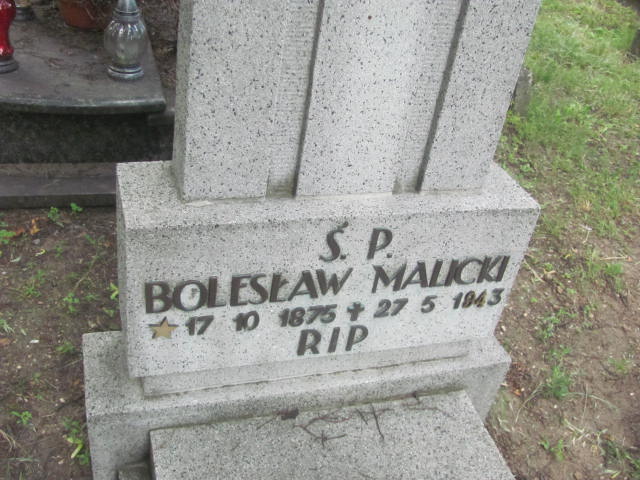 Ś. P.
BOLESŁAW MALICKI
★ 17 10 1875 ✝ 27 5 1943
RIP